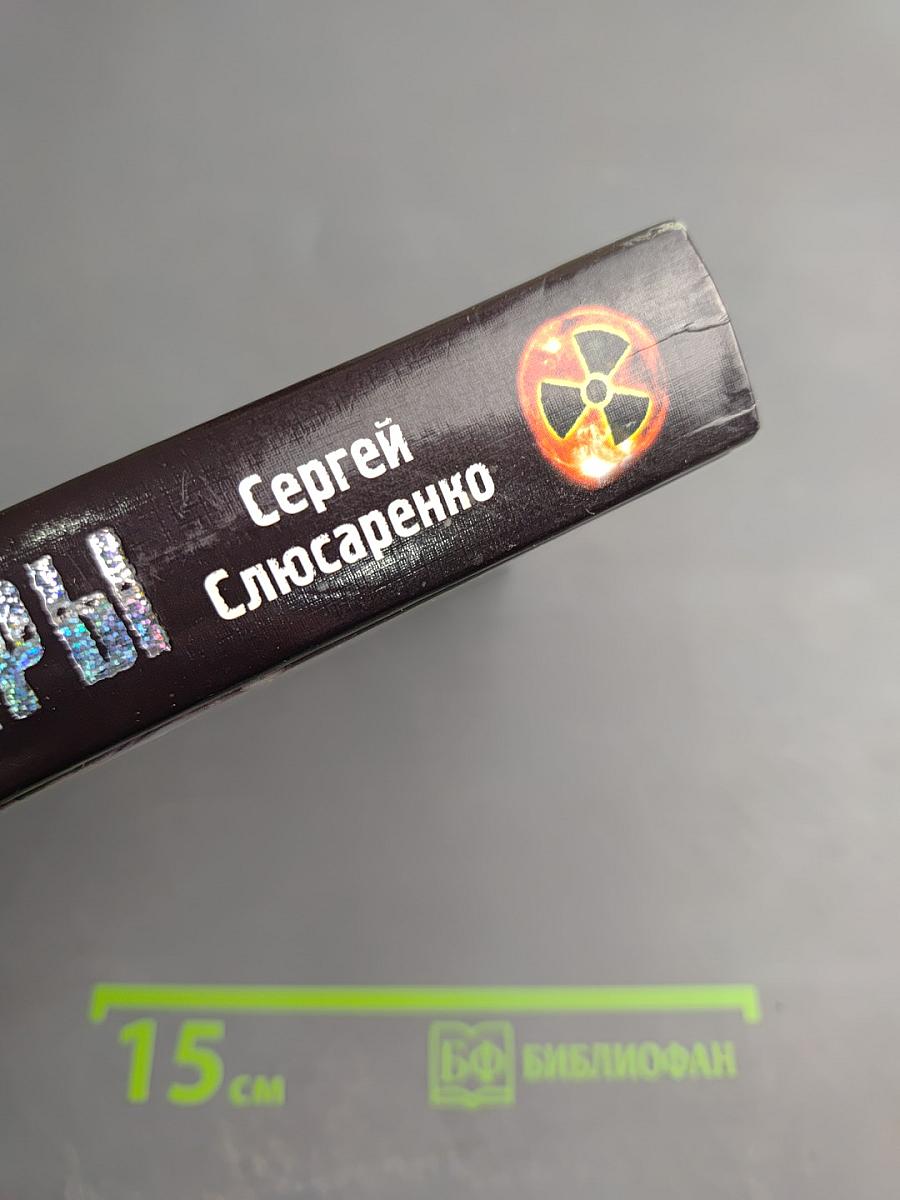 Сергей
Слюсаренко
РЫ
15 см
БФ БИБЛИОФАН